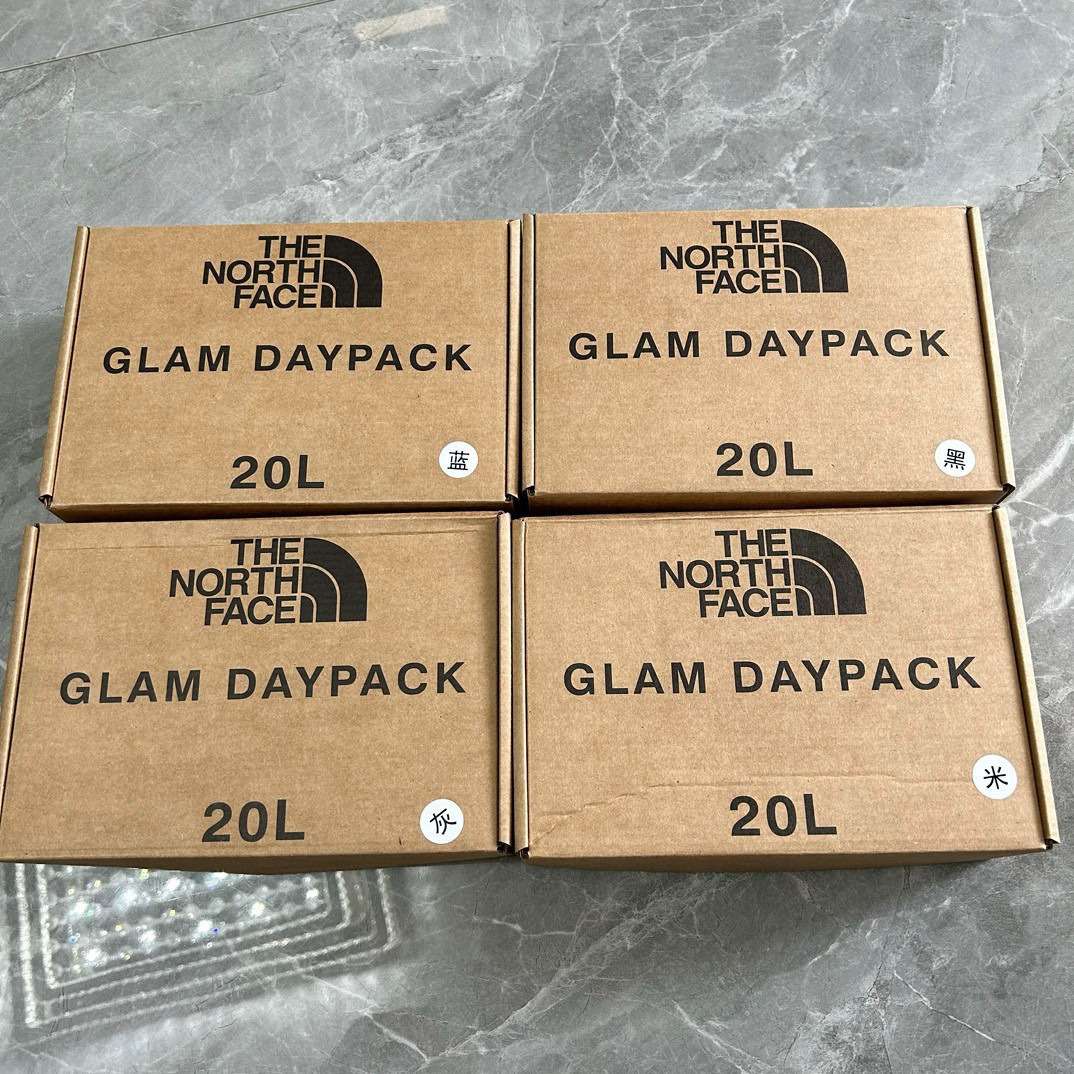 THE
NORTH
FACE
GLAM DAYPACK
20L
蓝
THE
NORTH
FACE
GLAM DAYPACK
20L
黑
THE
NORTH
FACE
GLAM DAYPACK
20L
灰
THE
NORTH
FACE
GLAM DAYPACK
20L
米